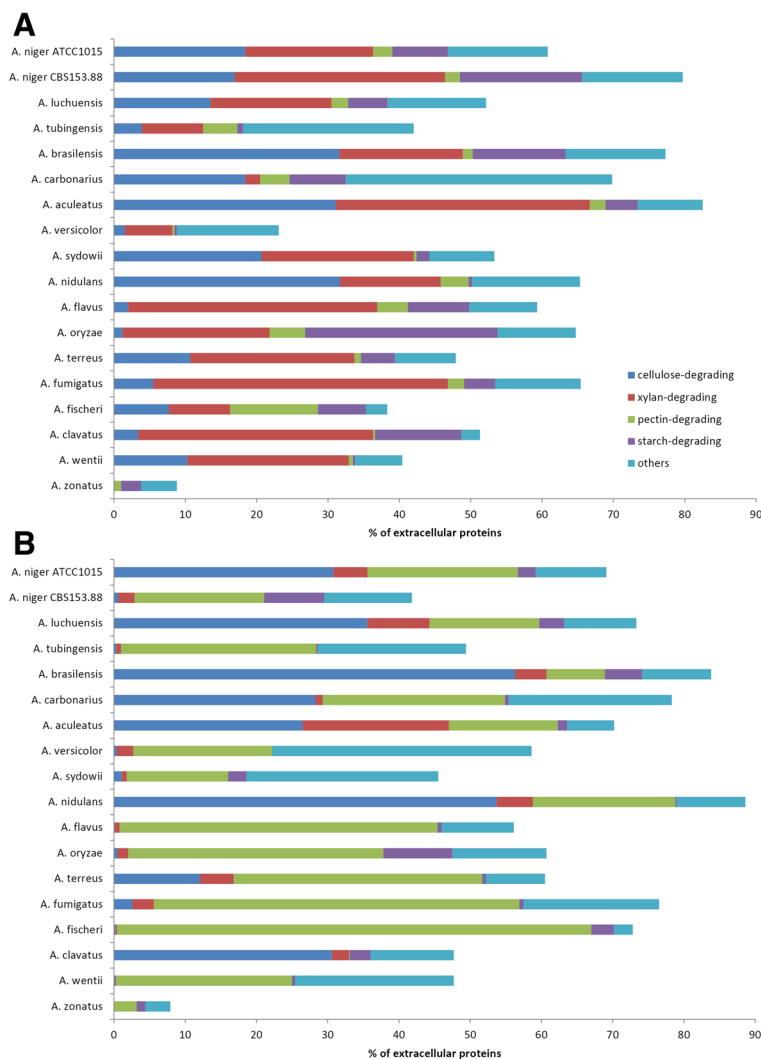 A
A. niger ATCC1015
A. niger CBS153.88
A. luchuensis
A. tubingensis
A. brasilensis
A. carbonarius
A. aculeatus
A. versicolor
A. sydowii
A. nidulans
A. flavus
A. oryzae
A. terreus
A. fumigatus
A. fischeri
A. clavatus
A. wentii
A. zonatus
cellulose-degrading
xylan-degrading
pectin-degrading
starch-degrading
others
0 10 20 30 40 50 60 70 80 90
% of extracellular proteins
B
A. niger ATCC1015
A. niger CBS153.88
A. luchuensis
A. tubingensis
A. brasilensis
A. carbonarius
A. aculeatus
A. versicolor
A. sydowii
A. nidulans
A. flavus
A. oryzae
A. terreus
A. fumigatus
A. fischeri
A. clavatus
A. wentii
A. zonatus
0 10 20 30 40 50 60 70 80 90
% of extracellular proteins